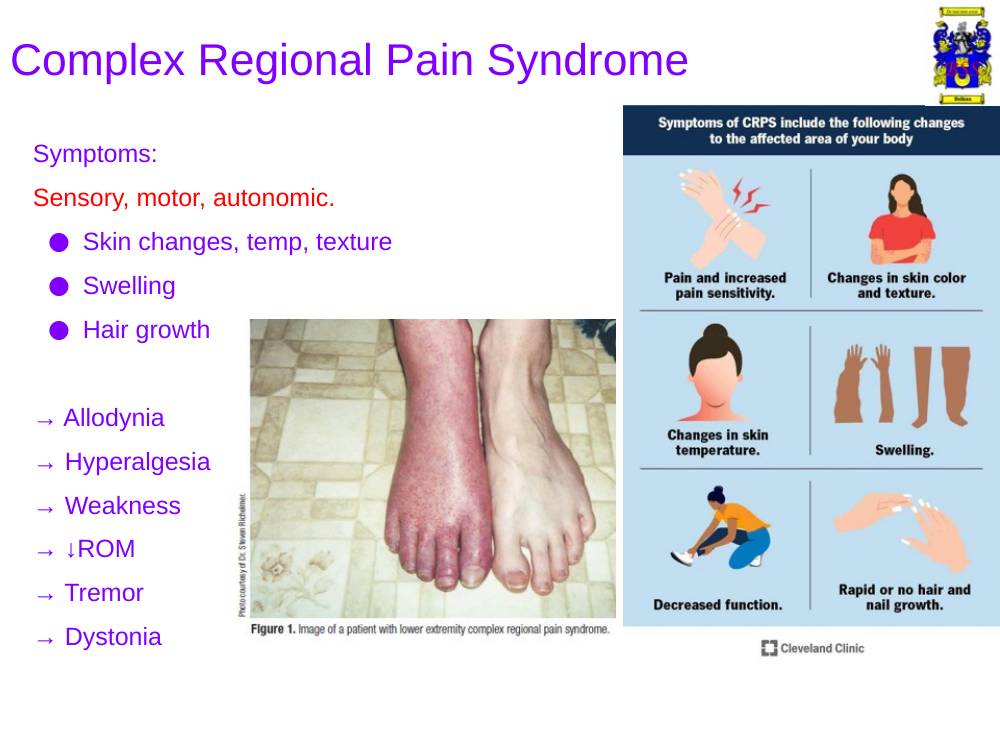 Complex Regional Pain Syndrome
Symptoms:
Sensory, motor, autonomic.
● Skin changes, temp, texture
● Swelling
● Hair growth
→ Allodynia
→ Hyperalgesia
→ Weakness
→ ↓ROM
→ Tremor
→ Dystonia
Photo courtesy of Dr. Steven Richeimer.
Figure 1. Image of a patient with lower extremity complex regional pain syndrome.
Symptoms of CRPS include the following changes
to the affected area of your body
Pain and increased
pain sensitivity.
Changes in skin color
and texture.
Changes in skin
temperature.
Swelling.
Decreased function.
Rapid or no hair and
nail growth.
Cleveland Clinic